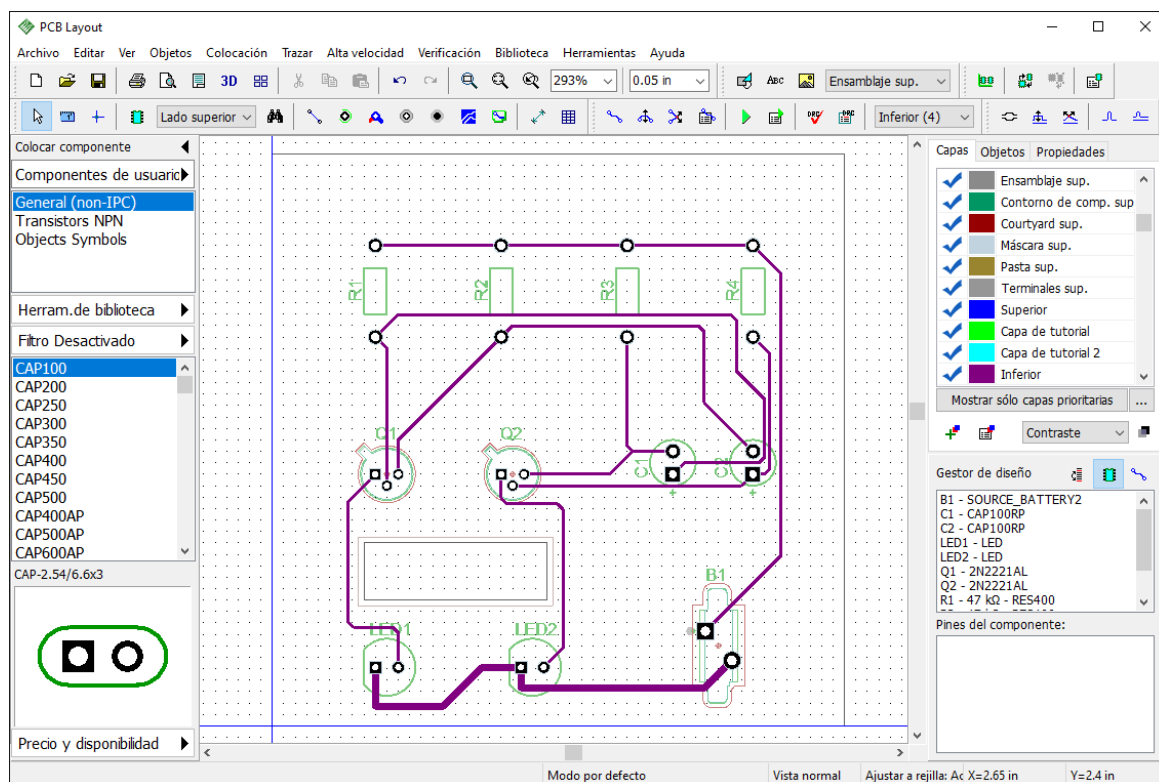 PCB Layout
Archivo Editar Ver Objetos Colocación Trazar Alta velocidad Verificación Biblioteca Herramientas Ayuda
3D 293% 0.05 in ABC Ensamblaje sup.
Lado superior DRC DRC Inferior (4)
Colocar componente
Componentes de usuaric
General (non-IPC)
Transistors NPN
Objects Symbols
Herram.de biblioteca
Filtro Desactivado
CAP100
CAP200
CAP250
CAP300
CAP350
CAP400
CAP450
CAP500
CAP400AP
CAP500AP
CAP600AP
CAP-2.54/6.6x3
Precio y disponibilidad
R1 R2 R3 R4
Q1 Q2 C1 C2
+ +
B1
LED1 LED2
Capas Objetos Propiedades
Ensamblaje sup.
Contorno de comp. sup
Courtyard sup.
Máscara sup.
Pasta sup.
Terminales sup.
Superior
Capa de tutorial
Capa de tutorial 2
Inferior
Mostrar sólo capas prioritarias ...
Contraste
Gestor de diseño
B1 - SOURCE_BATTERY2
C1 - CAP100RP
C2 - CAP100RP
LED1 - LED
LED2 - LED
Q1 - 2N2221AL
Q2 - 2N2221AL
R1 - 47 kΩ - RES400
Pines del componente:
Modo por defecto Vista normal Ajustar a rejilla: Ac X=2.65 in Y=2.4 in